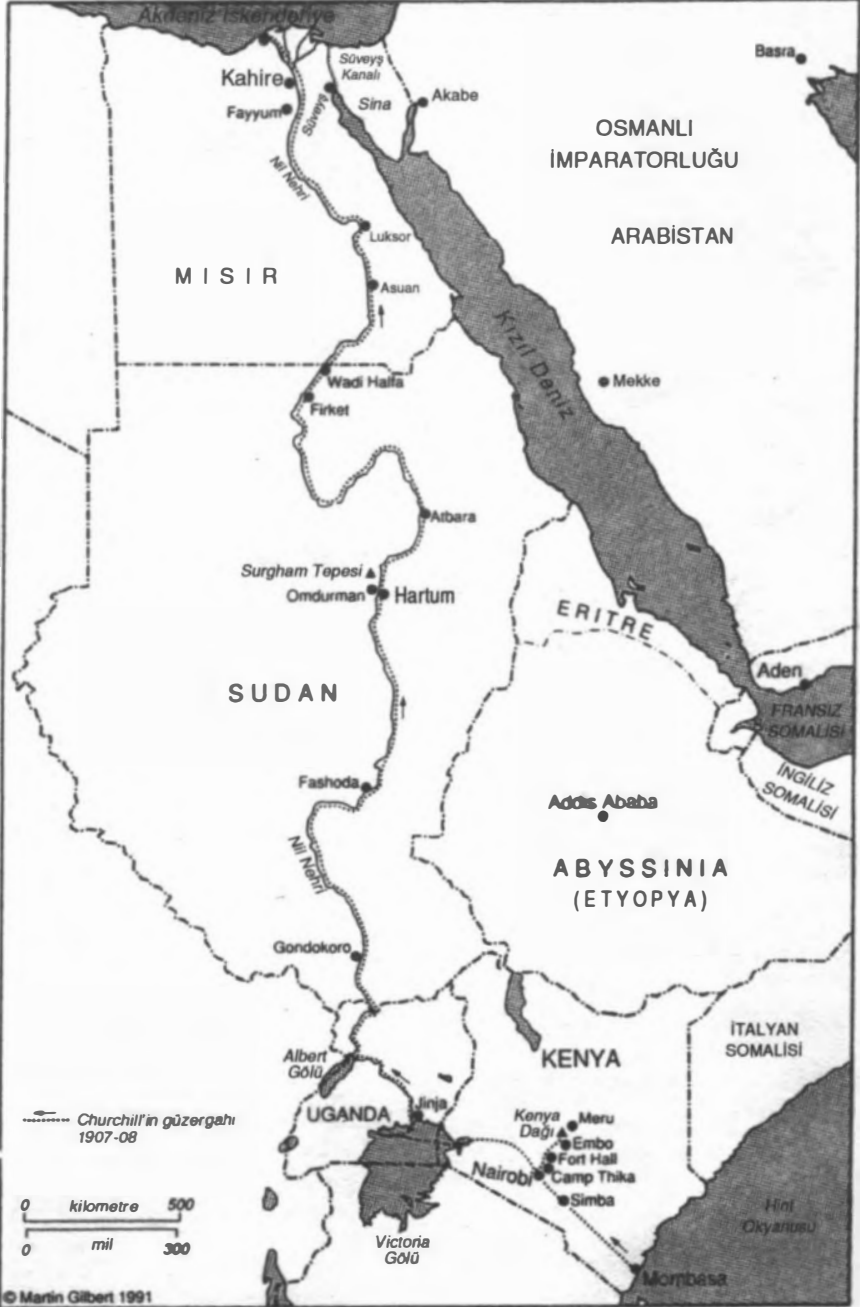 Akdeniz İskenderiye
Kahire
Fayyum
Süveyş
Kanalı
Sina
Süveyş
Akabe
Basra
OSMANLI
İMPARATORLUĞU
ARABİSTAN
Nil Nehri
Luksor
MISIR
Asuan
Kızıl Deniz
Mekke
Wadi Halfa
Firket
Atbara
Surgham Tepesi
Omdurman
Hartum
ERITRE
SUDAN
Aden
FRANSIZ
SOMALİSİ
İNGİLİZ
SOMALİSİ
Fashoda
Addis Ababa
Nil Nehri
ABYSSINIA
(ETYOPYA)
Gondokoro
İTALYAN
SOMALİSİ
Albert
Gölü
KENYA
UGANDA
Jinja
Kenya
Dağı
Meru
Embo
Fort Hall
Camp Thika
Nairobi
Simba
Churchill'in güzergahı
1907-08
0 kilometre 500
0 mil 300
Victoria
Gölü
Hint
Okyanusu
Mombasa
© Martin Gilbert 1991